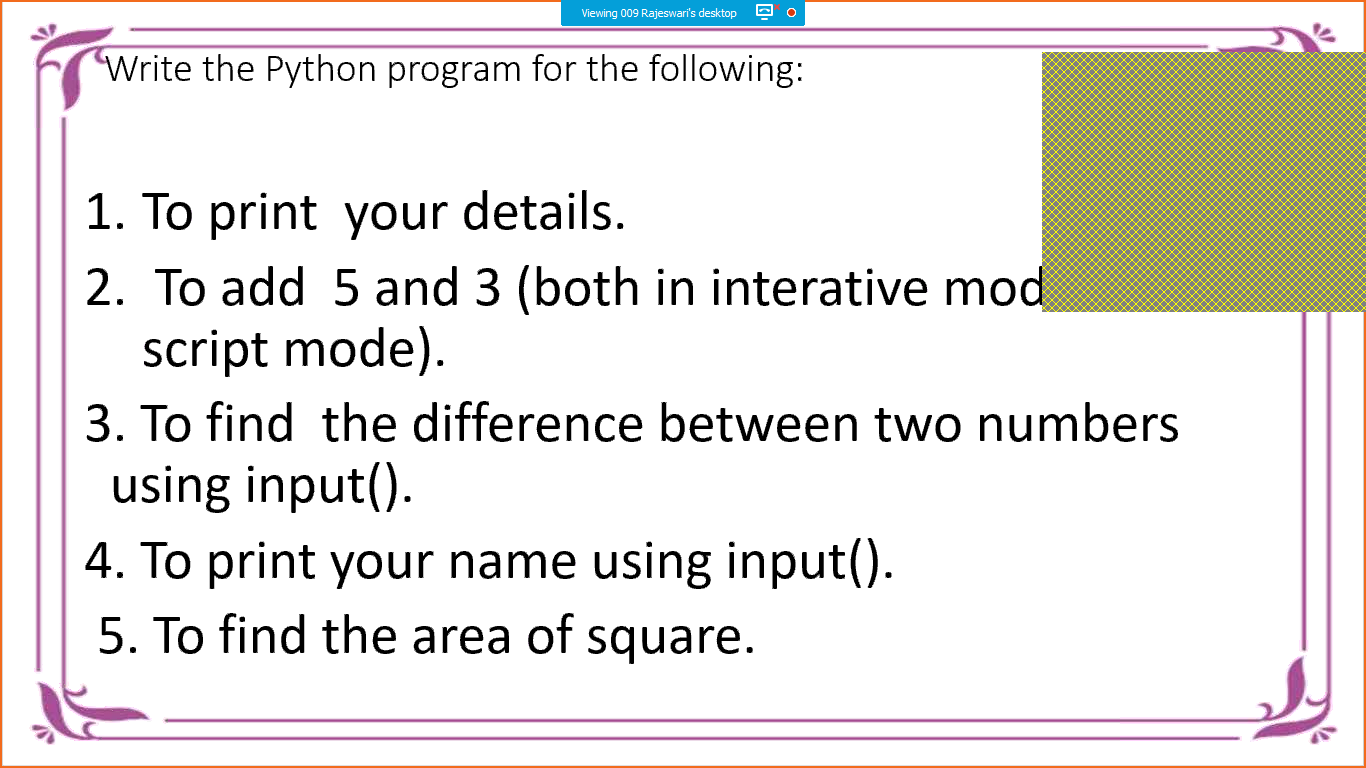 Viewing 009 Rajeswari's desktop
Write the Python program for the following:
1. To print your details.
2. To add 5 and 3 (both in interative
script mode).
3. To find the difference between two numbers
using input().
4. To print your name using input().
5. To find the area of square.